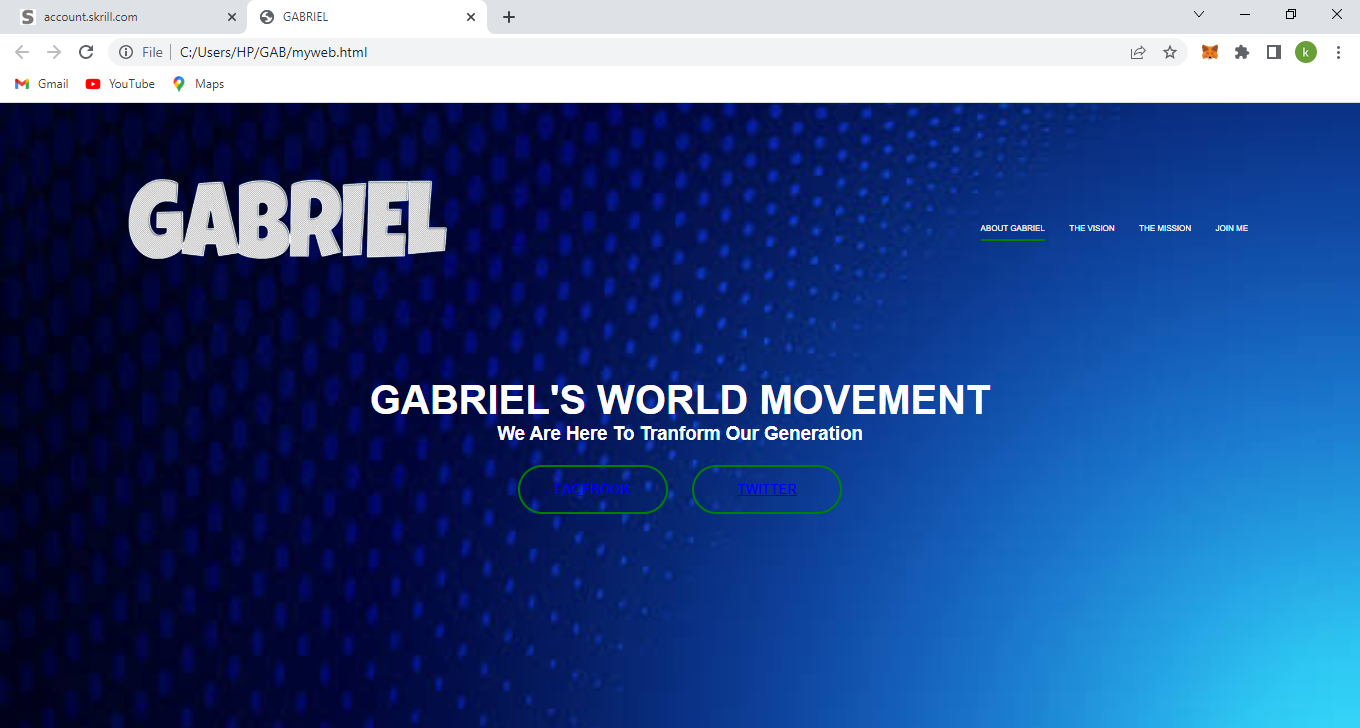 account.skrill.com
GABRIEL
File C:/Users/HP/GAB/myweb.html
k
Gmail YouTube Maps
GABRIEL
ABOUT GABRIEL THE VISION THE MISSION JOIN ME
GABRIEL'S WORLD MOVEMENT
We Are Here To Tranform Our Generation
FACEBOOK TWITTER